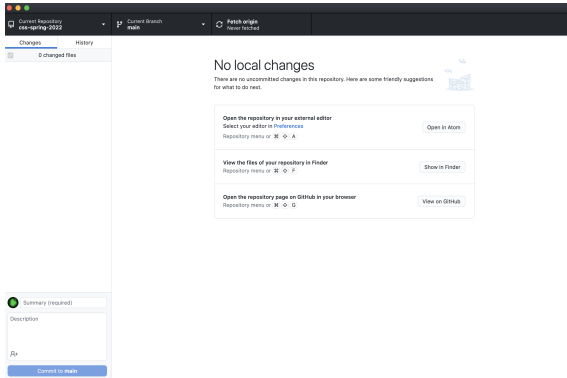 Current Repository
css-spring-2022
Current Branch
main
Fetch origin
Never fetched
Changes
History
0 changed files
No local changes
There are no uncommitted changes in this repository. Here are some friendly suggestions
for what to do next.
Open the repository in your external editor
Select your editor in Preferences
Repository menu or ⌘ ⇧ A
Open in Atom
View the files of your repository in Finder
Repository menu or ⌘ ⇧ F
Show in Finder
Open the repository page on GitHub in your browser
Repository menu or ⌘ ⇧ G
View on GitHub
Summary (required)
Description
Commit to main